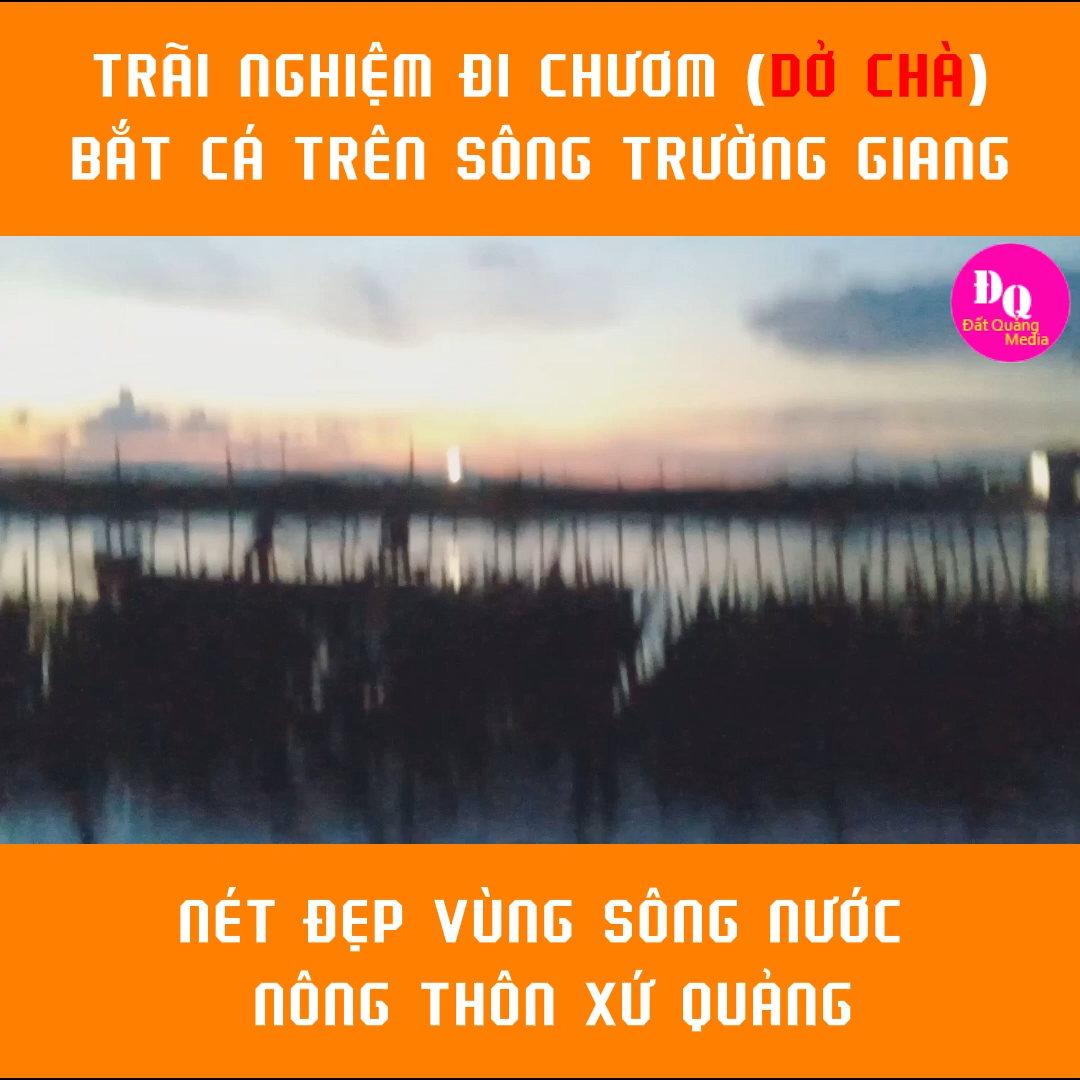 TRÃI NGHIỆM ĐI CHƯƠM (DỞ CHÀ)
BẮT CÁ TRÊN SÔNG TRƯỜNG GIANG
ĐQ
Đất Quảng
Media
NÉT ĐẸP VÙNG SÔNG NƯỚC
NÔNG THÔN XỨ QUẢNG